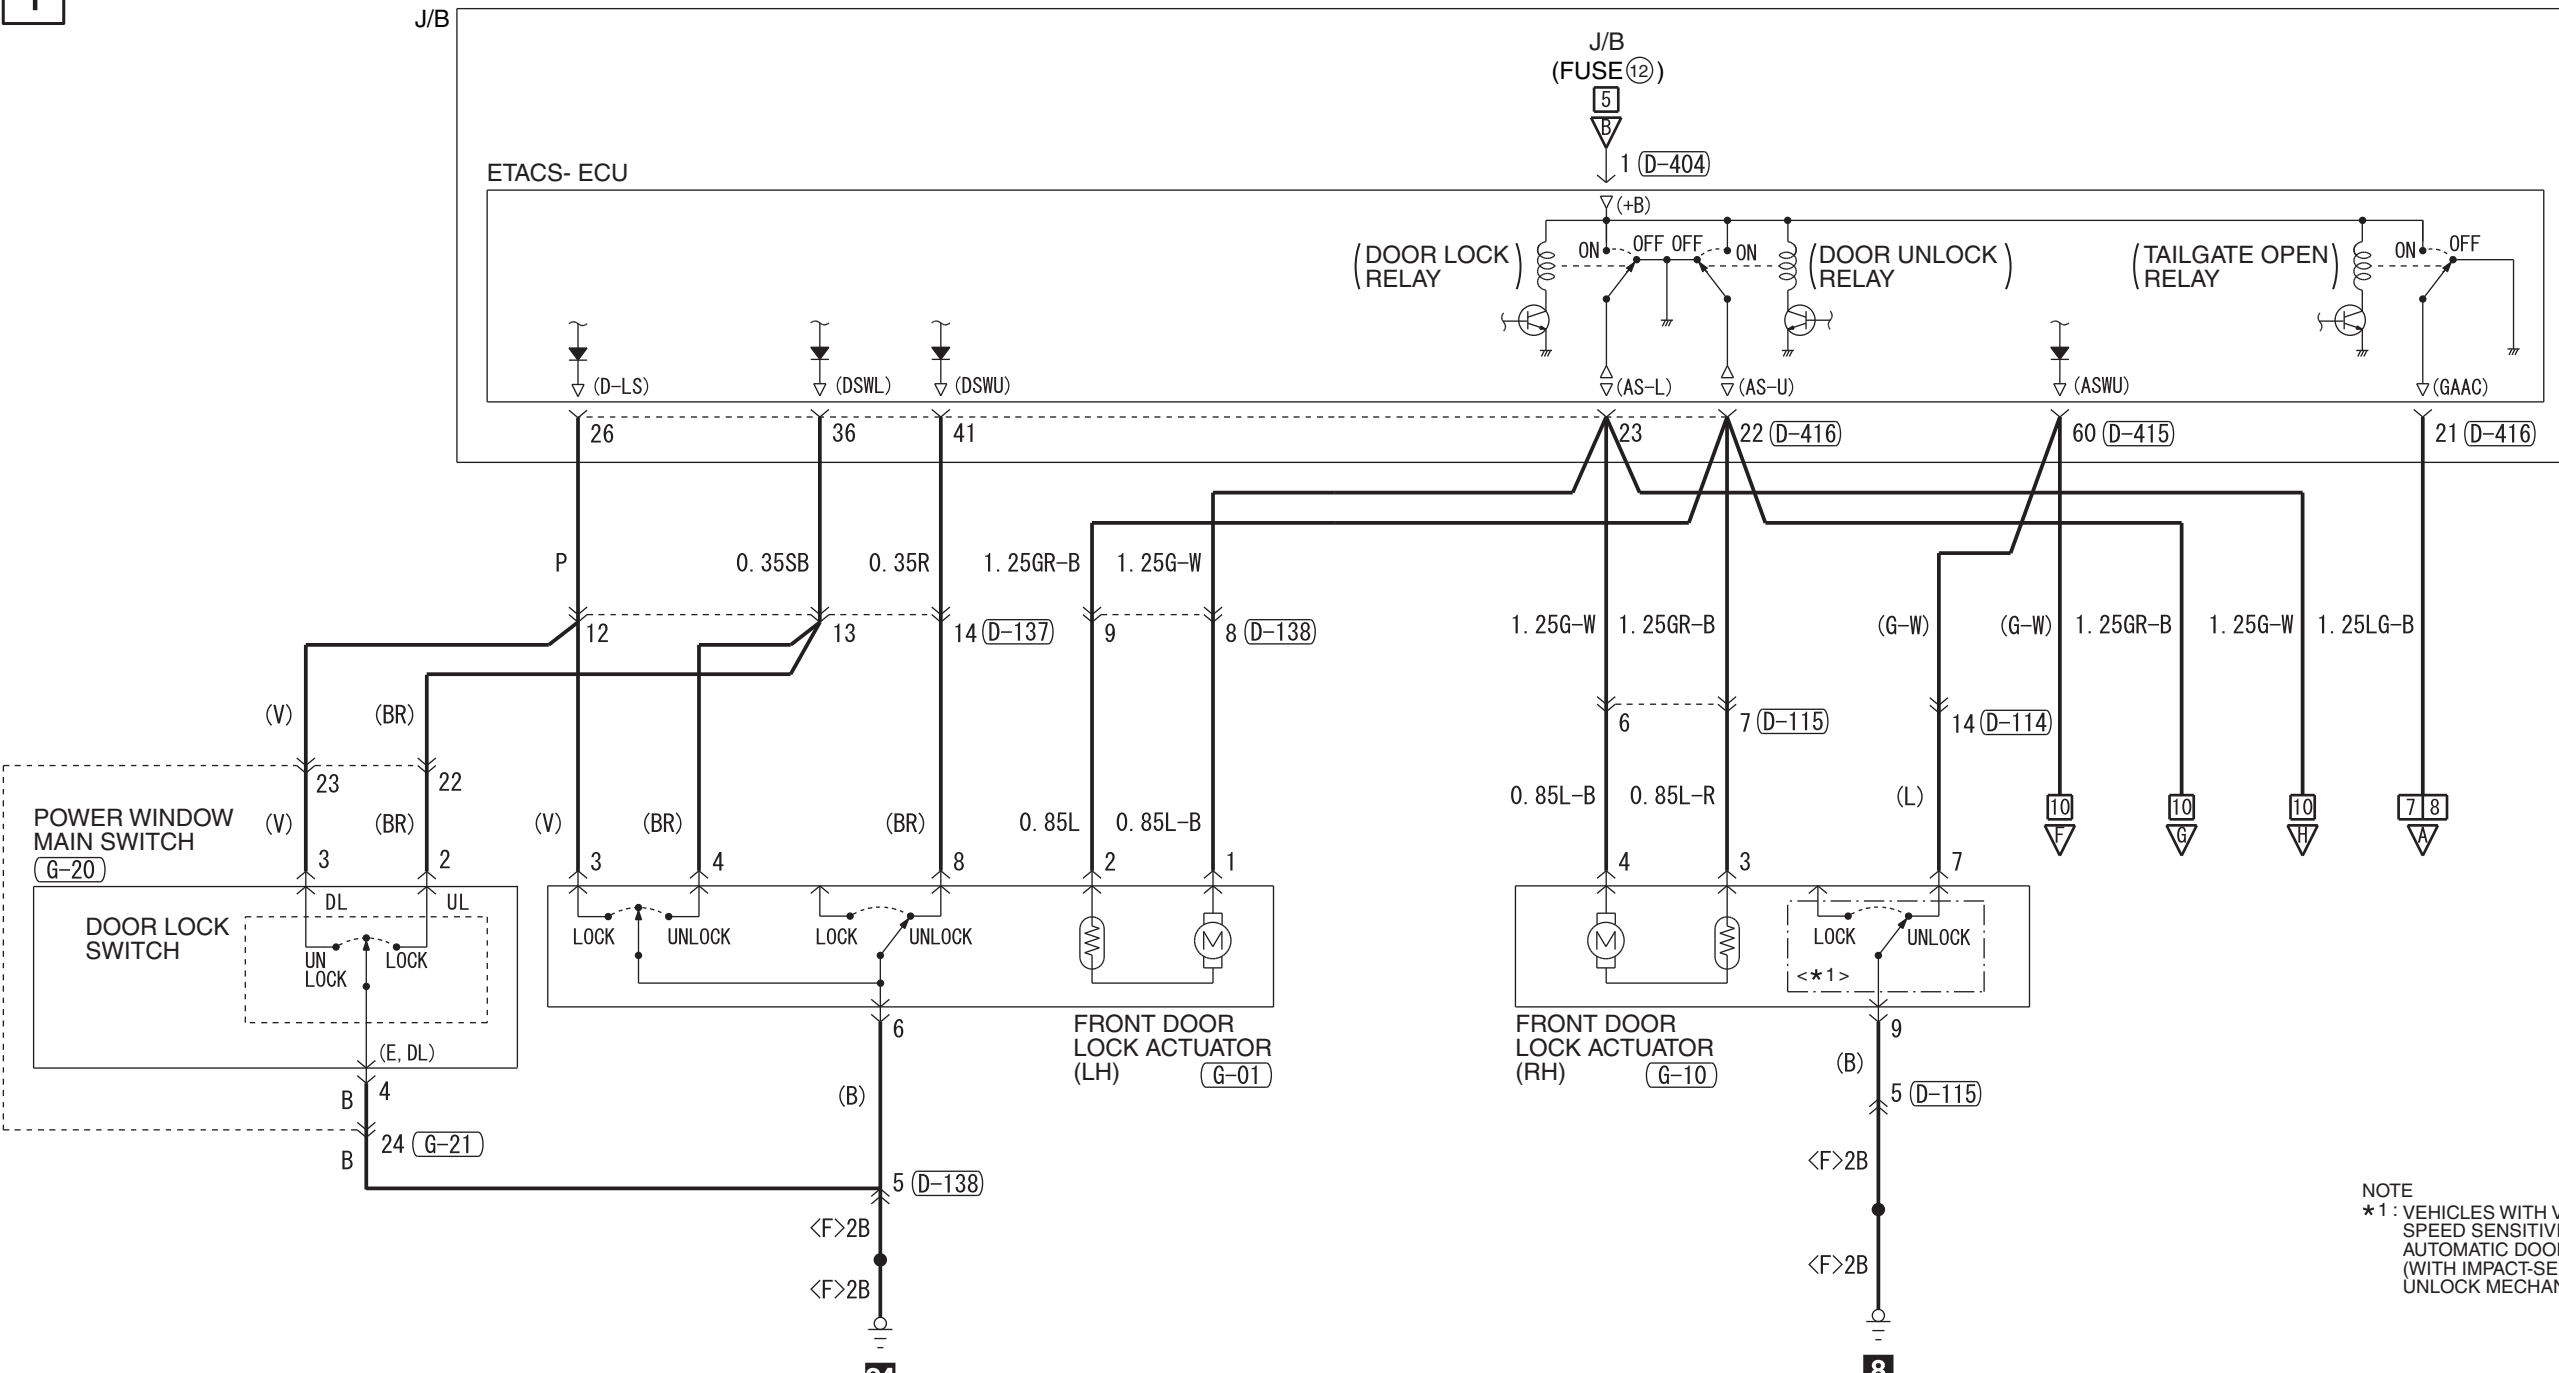 J/B
J/B
(FUSE⑫)
5
B
1 (D-404)
ETACS- ECU
(+B)
(DOOR LOCK
RELAY)
ON
OFF
OFF
ON
(DOOR UNLOCK
RELAY)
(TAILGATE OPEN
RELAY)
ON
OFF
(D-LS)
(DSWL)
(DSWU)
(AS-L)
(AS-U)
(ASWU)
(GAAC)
26
36
41
23
22 (D-416)
60 (D-415)
21 (D-416)
P
0.35SB
0.35R
1.25GR-B
1.25G-W
12
13
14 (D-137)
9
8 (D-138)
1.25G-W
1.25GR-B
(G-W)
(G-W)
1.25GR-B
1.25G-W
1.25LG-B
(V)
(BR)
6
7 (D-115)
14 (D-114)
23
22
POWER WINDOW
MAIN SWITCH
(G-20)
(V)
(BR)
(V)
(BR)
(BR)
0.85L
0.85L-B
0.85L-B
0.85L-R
(L)
10
F
10
G
10
H
7 8
A
3
2
3
4
8
2
1
4
3
7
DL
UL
DOOR LOCK
SWITCH
UN
LOCK
LOCK
LOCK
UNLOCK
LOCK
UNLOCK
M
M
LOCK
UNLOCK
<*1>
(E, DL)
4
B
24 (G-21)
B
6
(B)
FRONT DOOR
LOCK ACTUATOR
(LH) (G-01)
FRONT DOOR
LOCK ACTUATOR
(RH) (G-10)
9
(B)
5 (D-115)
5 (D-138)
<F>2B
<F>2B
<F>2B
<F>2B
8
NOTE
*1 : VEHICLES WITH
SPEED
AUTOMATIC
(WITH
UNLOCK